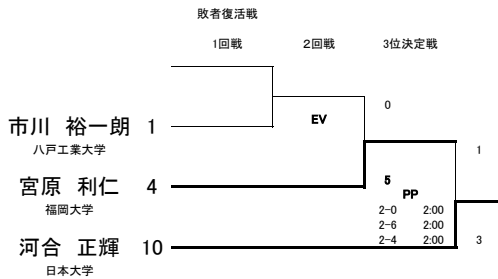 敗者復活戦
1回戦 2回戦 3位決定戦
0
市川 裕一朗 1
EV
八戸工業大学
1
宮原 利仁 4
5
PP
福岡大学
2-0 2:00
2-6 2:00
河合 正輝 10
2-4 2:00
3
日本大学